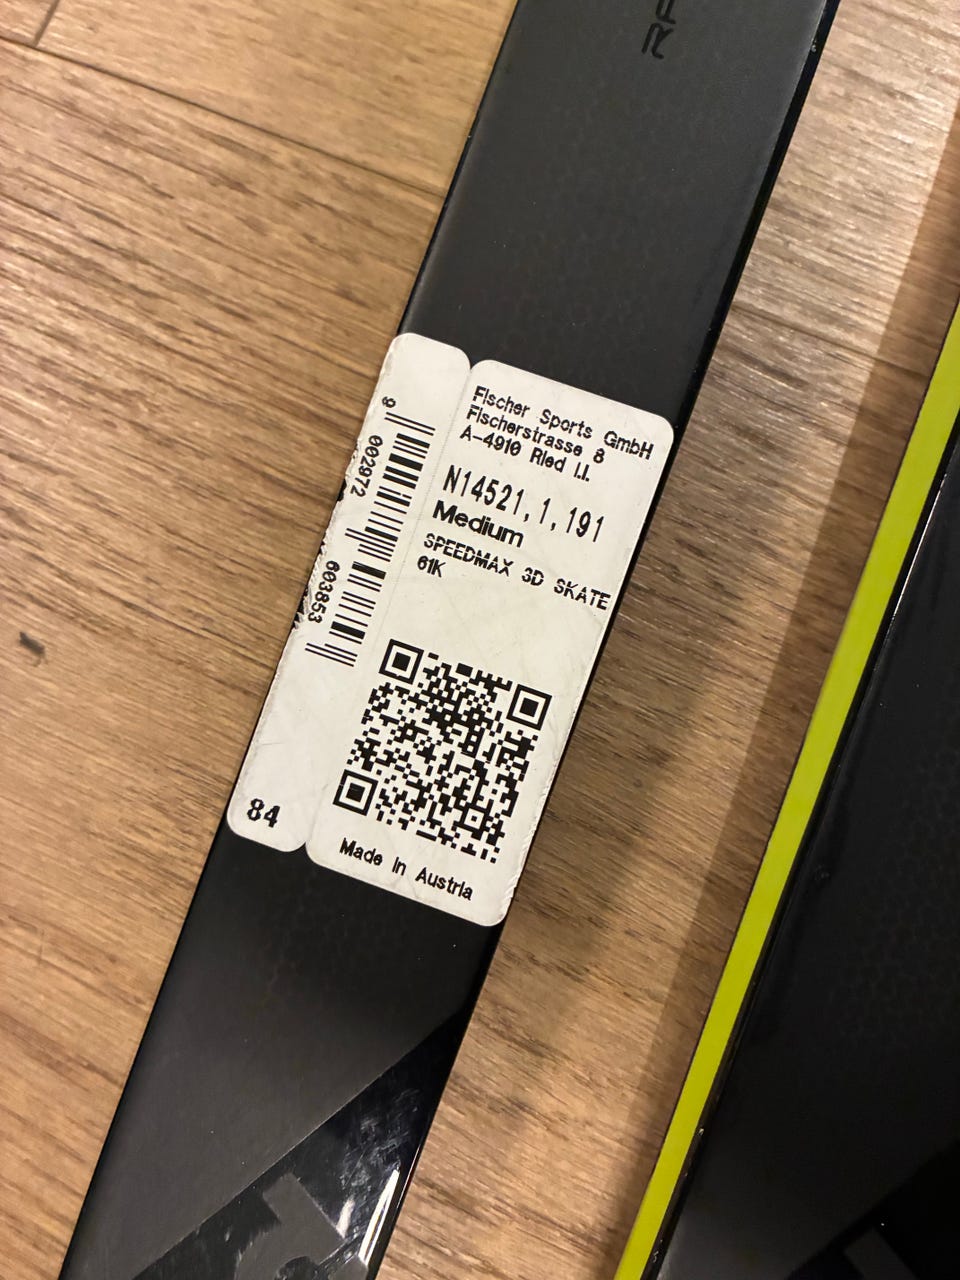 Fischer Sports GmbH
Fischerstrasse 8
A-4910 Ried i.I.
N14521,1,191
Medium
SPEEDMAX 3D SKATE
61K
9 002972 603853
84
Made in Austria